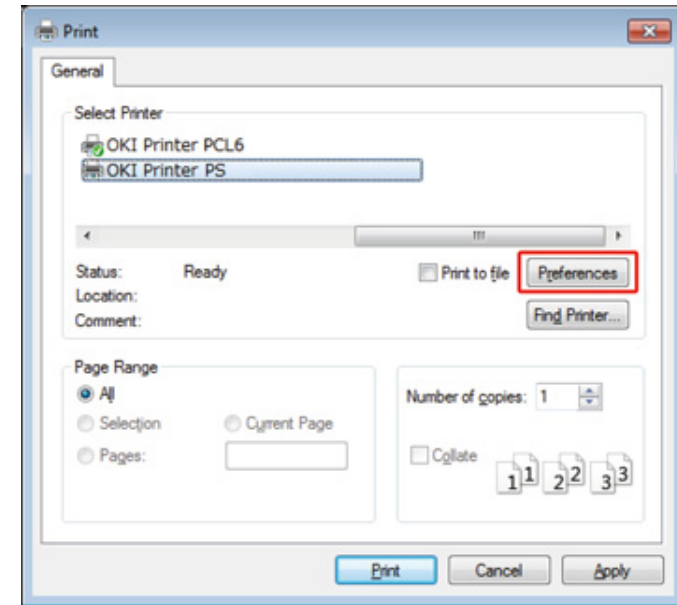 Print
General
Select Printer
OKI Printer PCL6
OKI Printer PS
Status: Ready
Print to file
Preferences
Location:
Comment:
Find Printer...
Page Range
All
Selection
Current Page
Pages:
Number of copies: 1
Collate
1 1 2 2 3 3
Print
Cancel
Apply